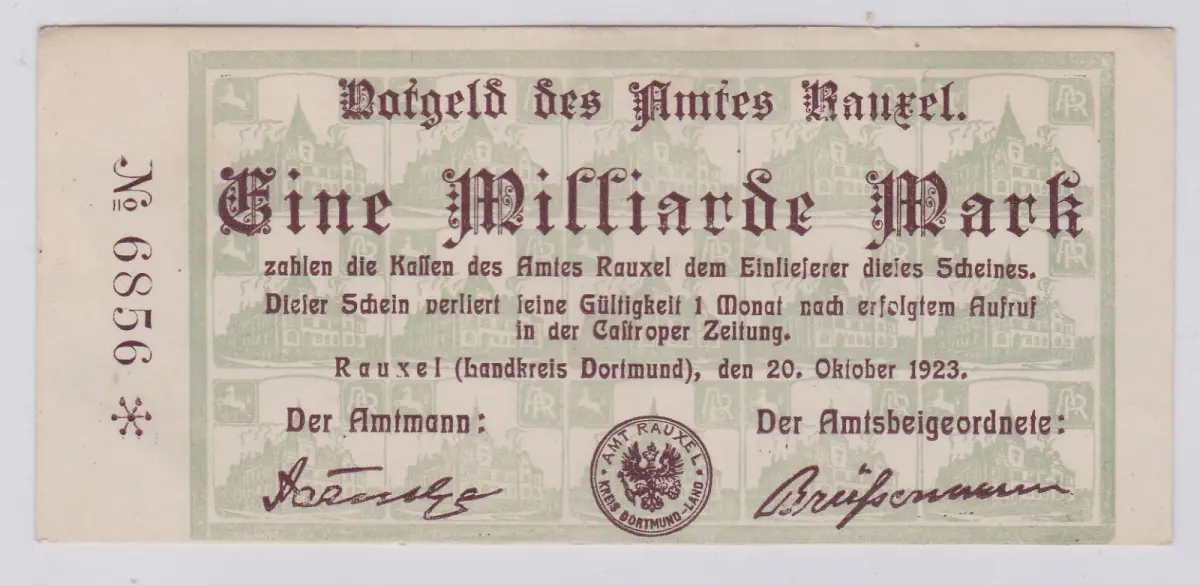 Notgeld des Amtes Rauxel.
Eine Milliarde Mark
zahlen die Kassen des Amtes Rauxel dem Einlieferer dieses Scheines.
Dieser Schein verliert seine Gültigkeit 1 Monat nach erfolgtem Aufruf
in der Castroper Zeitung.
Rauxel (Landkreis Dortmund), den 20. Oktober 1923.
Der Amtmann:
Der Amtsbeigeordnete:
AMT RAUXEL
KREIS DORTMUND-LAND
Brüßermann
№ 6856 *
AR